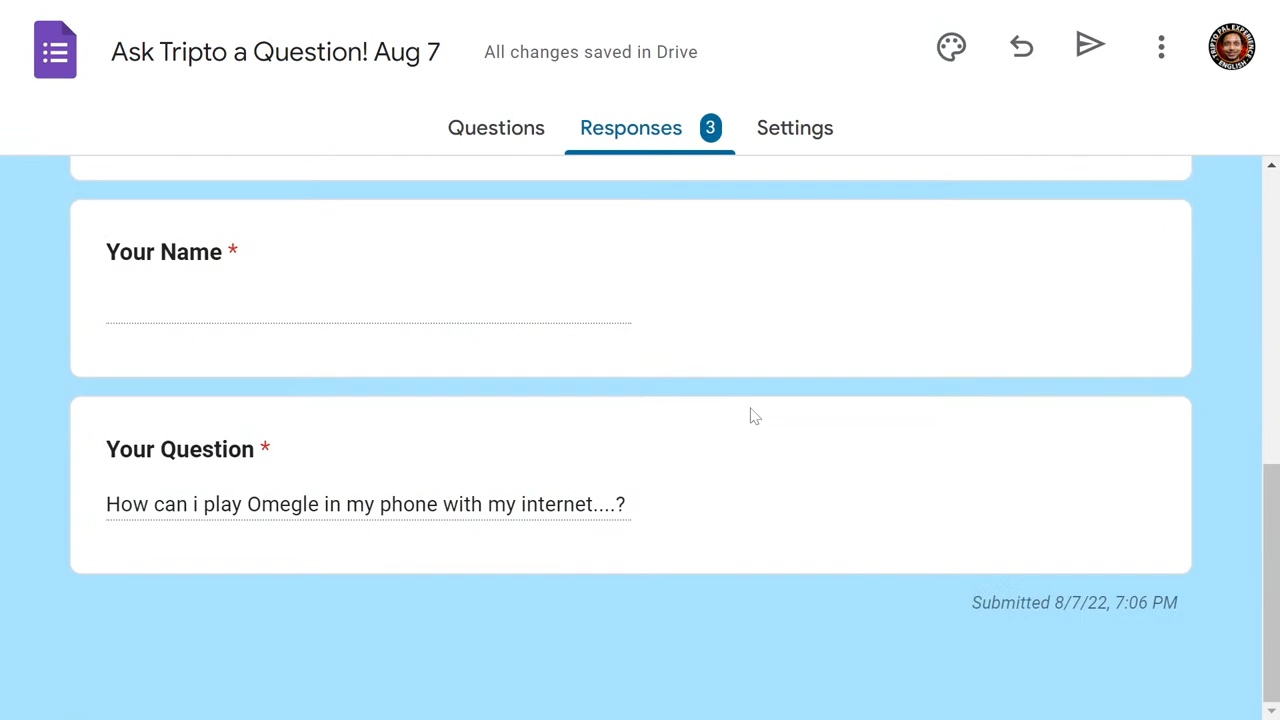 Ask Tripto a Question! Aug 7
All changes saved in Drive
Questions
Responses 3
Settings
Your Name *
Your Question *
How can i play Omegle in my phone with my internet....?
Submitted 8/7/22, 7:06 PM